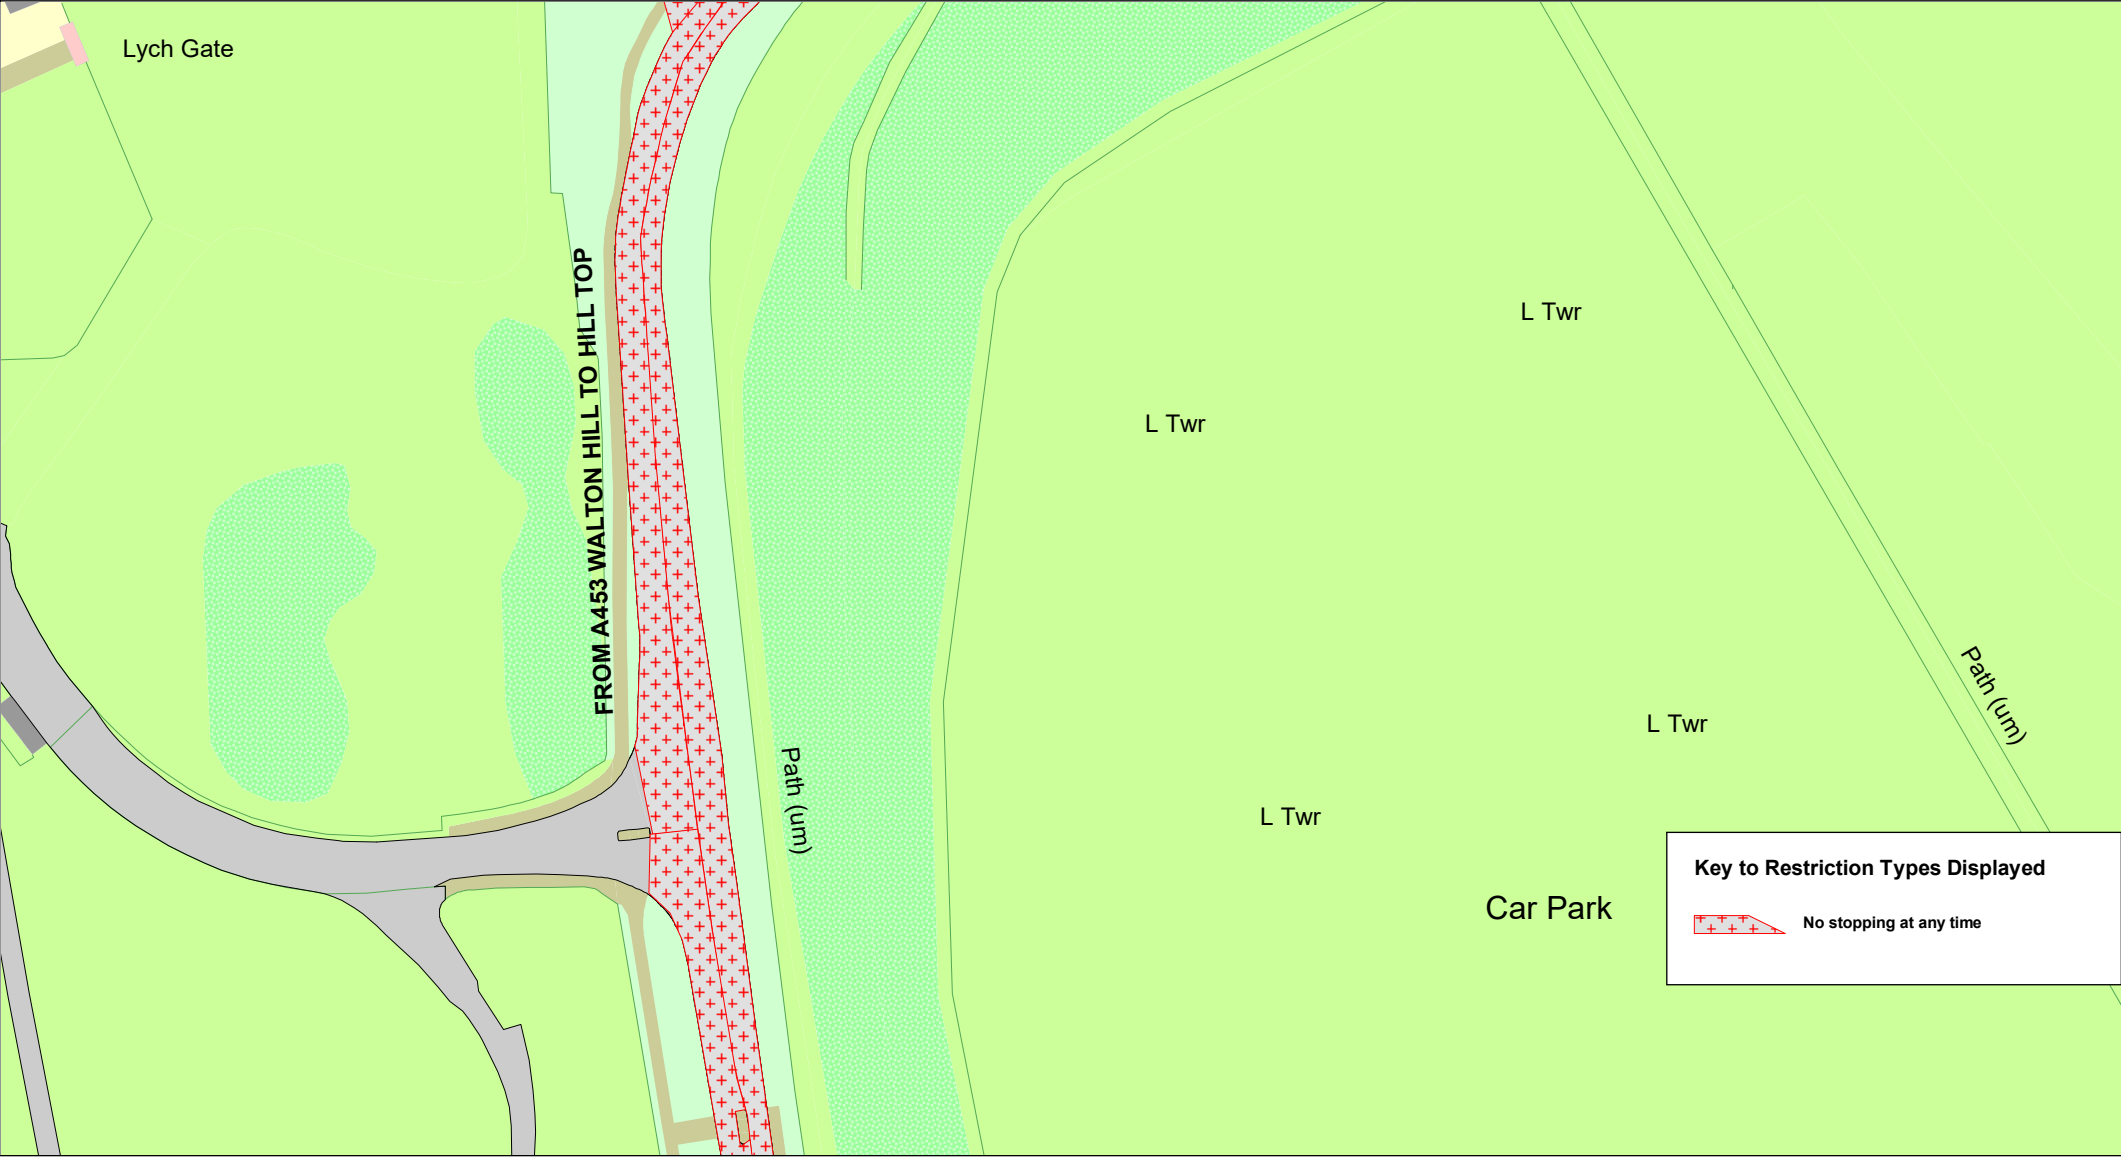 Lych Gate
FROM A453 WALTON HILL TO HILL TOP
L Twr
L Twr
Path (um)
L Twr
Path (um)
L Twr
Car Park
Key to Restriction Types Displayed
No stopping at any time